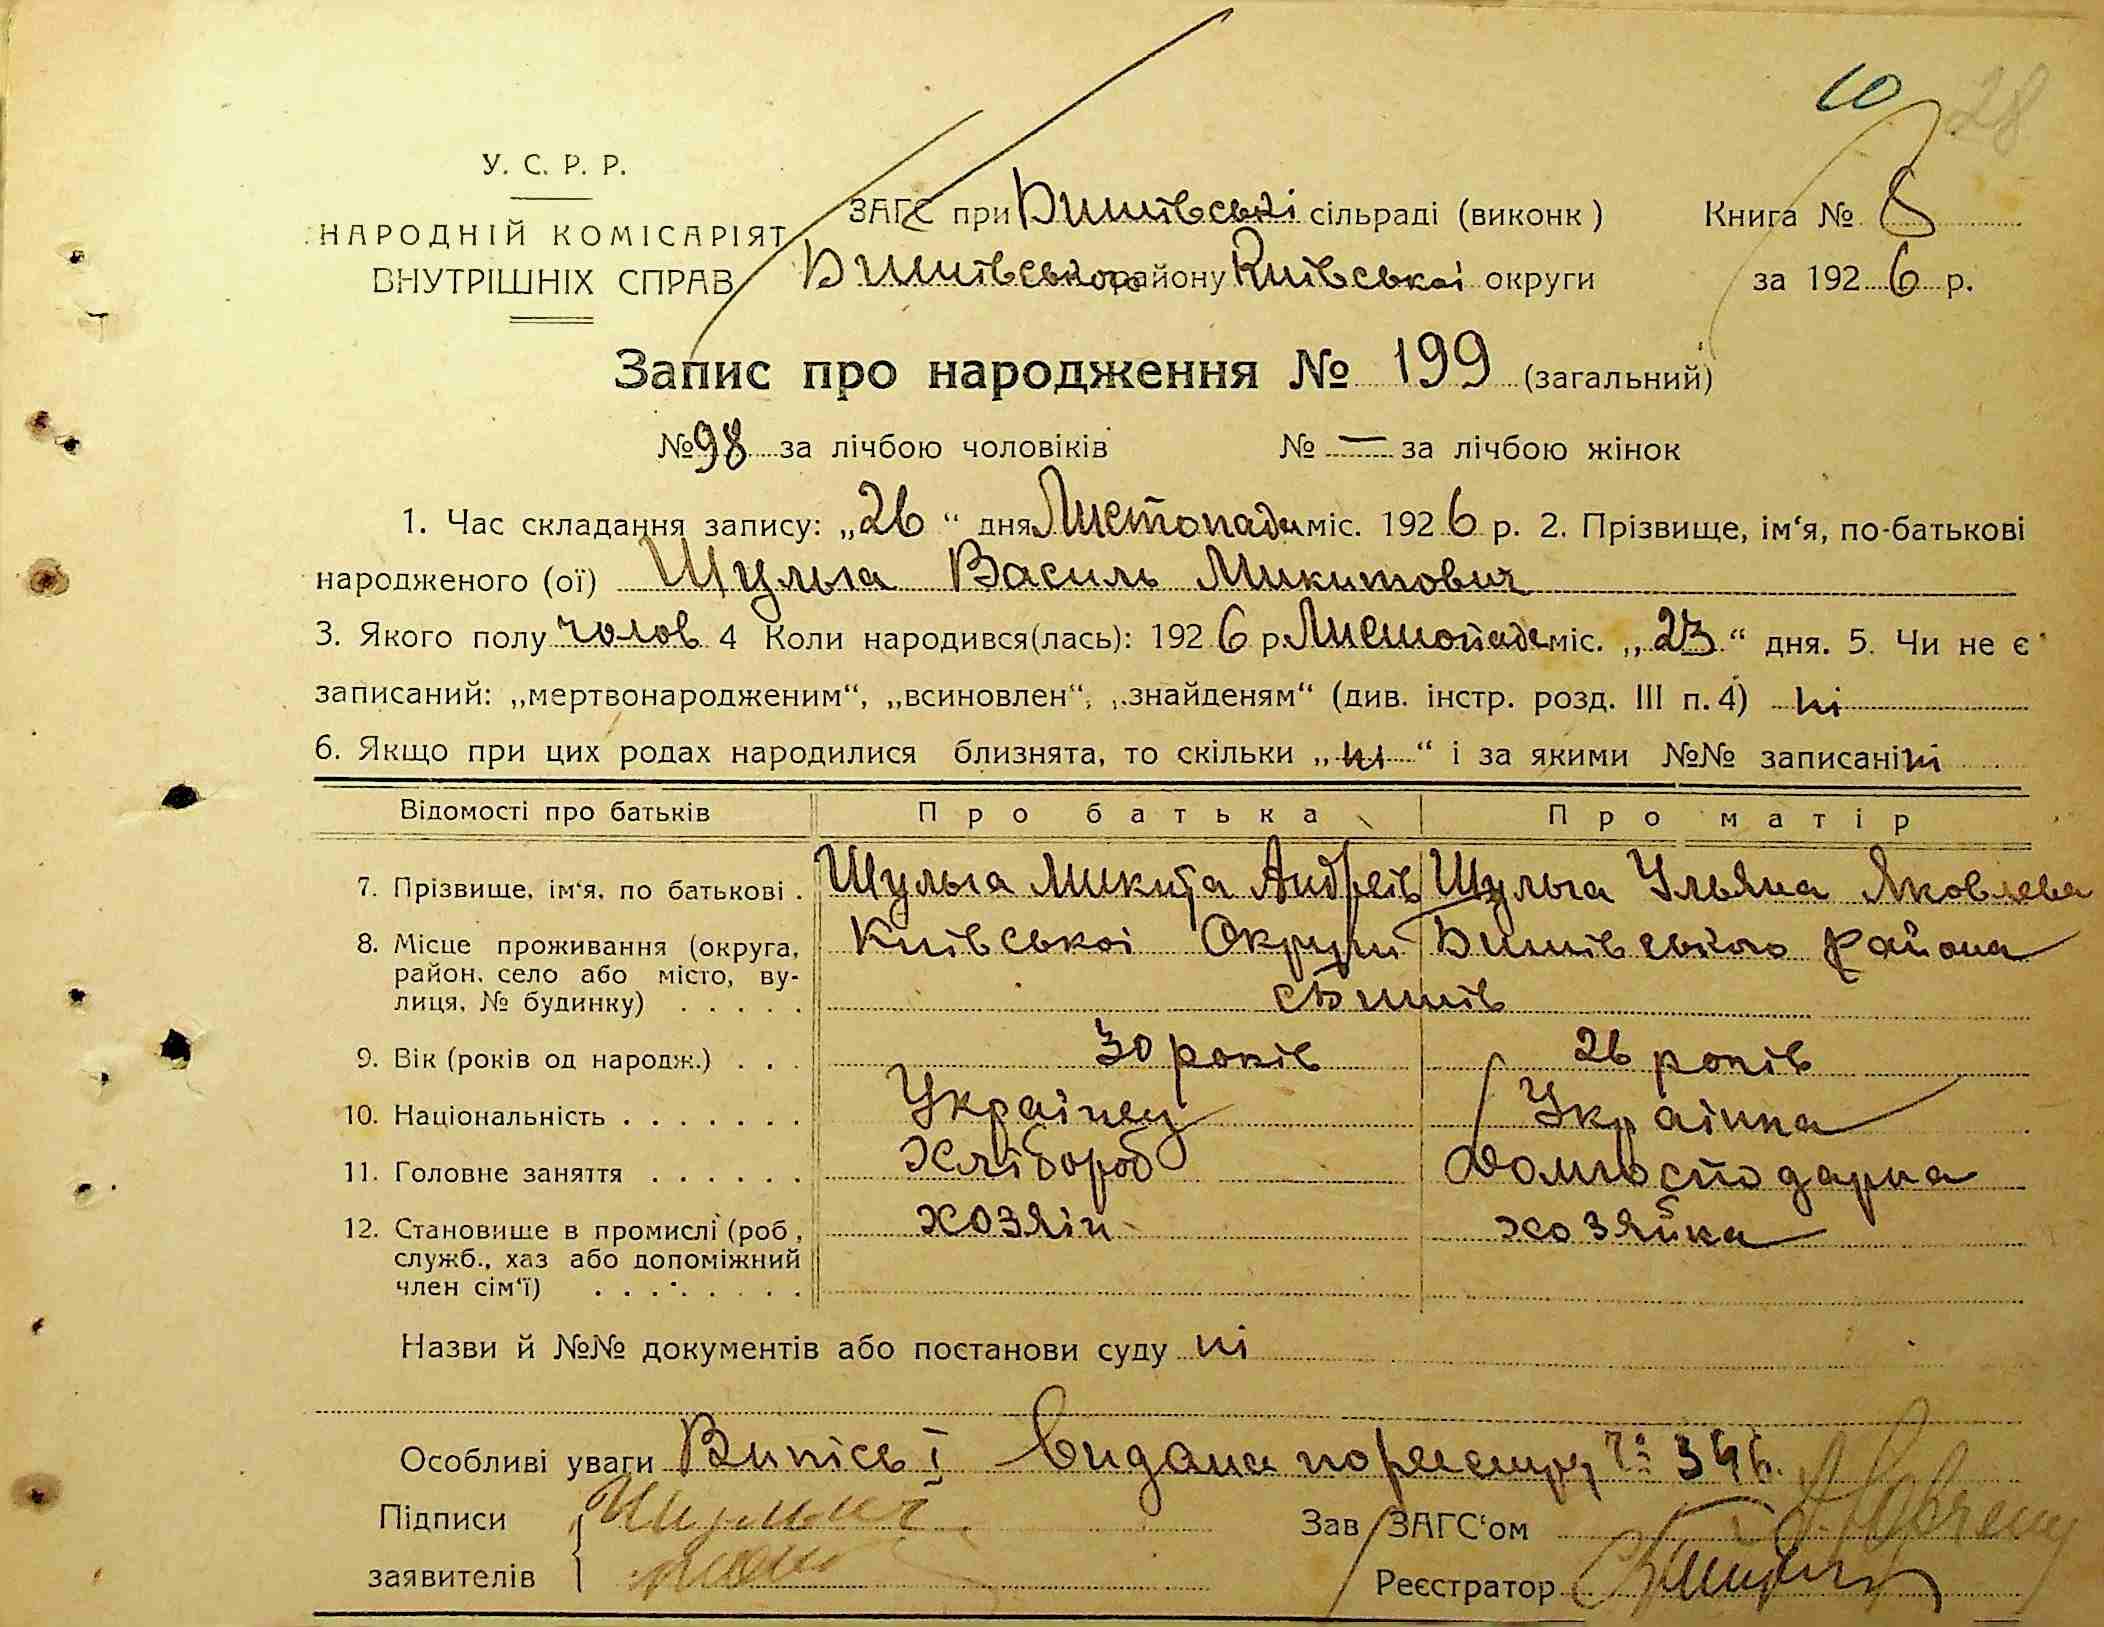 10 28
У. С. Р. Р.
НАРОДНІЙ КОМІСАРІЯТ
ВНУТРІШНІХ СПРАВ
ЗАГС при Бишівські сільраді (виконк) Книга № 8
Бишівського району Київської округи за 1926 р.
Запис про народження № 199 (загальний)
№ 98 за лічбою чоловіків № — за лічбою жінок
1. Час складання запису: „26“ дня Листопада міс. 1926 р. 2. Прізвище, ім‘я, по-батькові
народженого (ої) Шульга Василь Микитович
3. Якого полу чолов 4 Коли народився(лась): 1926 р. Листопада міс. „23“ дня. 5. Чи не є
записаний: „мертвонародженим“, „всиновлен“, „знайденям“ (див. інстр. розд. III п. 4) ні
6. Якщо при цих родах народилися близнята, то скільки „ні“ і за якими №№ записані ні
Відомості про батьків Про батька Про матір
7. Прізвище, ім‘я, по батькові . Шульга Микита Андреїв Шульга Ульяна Яковлева
8. Місце проживання (округа, район, село або місто, вулиця, № будинку) . . . . . Київської Округи Бишівського района
с Бишів
9. Вік (років од народж.) . . . 30 років 26 років
10. Національність . . . . . . . Українец Українка
11. Головне заняття . . . . . . Хлібороб Домгосподарка
12. Становище в промислі (роб, служб., хаз або допоміжний член сім‘ї) . . . . . . . . хозяін хозяйка
Назви й №№ документів або постанови суду ні
Особливі уваги Випісь I видана по реєстру № 346.
Підписи
заявителів
Зав ЗАГС‘ом
Реєстратор